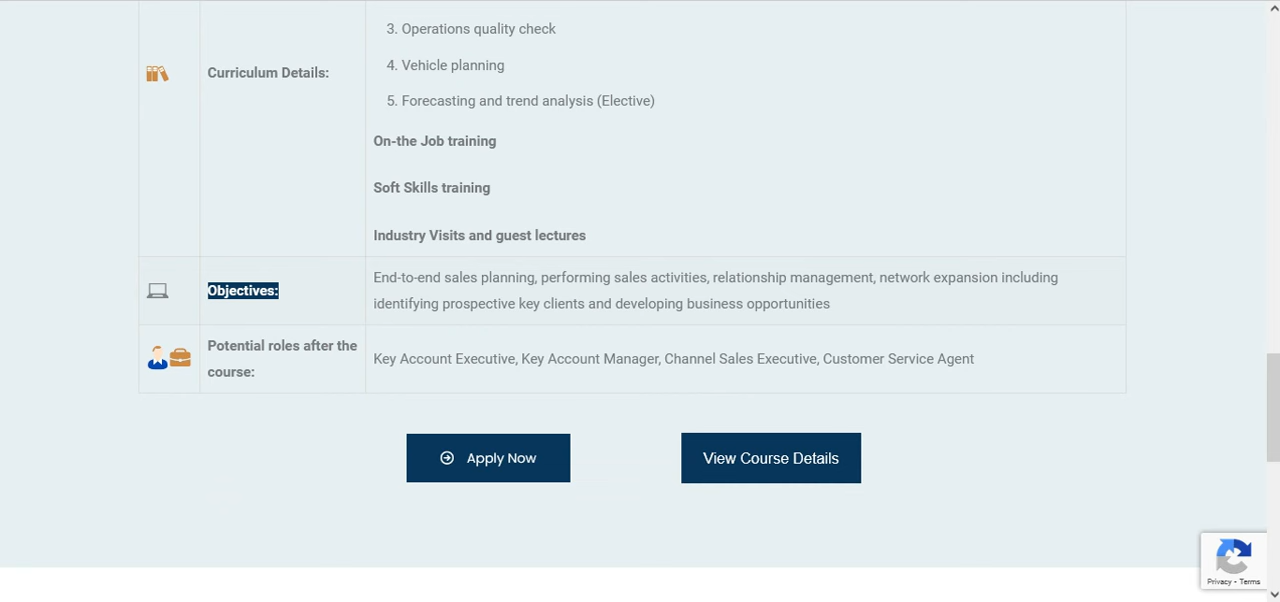 3. Operations quality check
Curriculum Details:
4. Vehicle planning
5. Forecasting and trend analysis (Elective)
On-the Job training
Soft Skills training
Industry Visits and guest lectures
Objectives:
End-to-end sales planning, performing sales activities, relationship management, network expansion including
identifying prospective key clients and developing business opportunities
Potential roles after the
course:
Key Account Executive, Key Account Manager, Channel Sales Executive, Customer Service Agent
Apply Now
View Course Details
Privacy - Terms